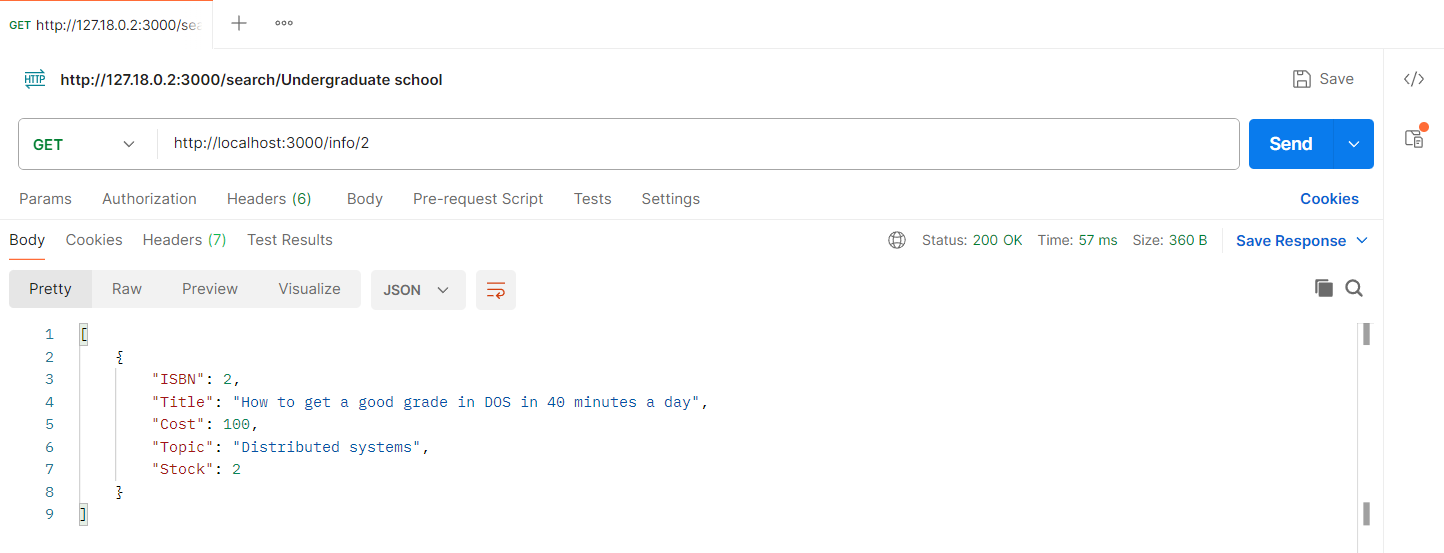 GET http://127.18.0.2:3000/sea
HTTP http://127.18.0.2:3000/search/Undergraduate school Save
GET http://localhost:3000/info/2 Send
Params Authorization Headers (6) Body Pre-request Script Tests Settings Cookies
Body Cookies Headers (7) Test Results Status: 200 OK Time: 57 ms Size: 360 B Save Response
Pretty Raw Preview Visualize JSON
1 [
2 {
3 "ISBN": 2,
4 "Title": "How to get a good grade in DOS in 40 minutes a day",
5 "Cost": 100,
6 "Topic": "Distributed systems",
7 "Stock": 2
8 }
9 ]